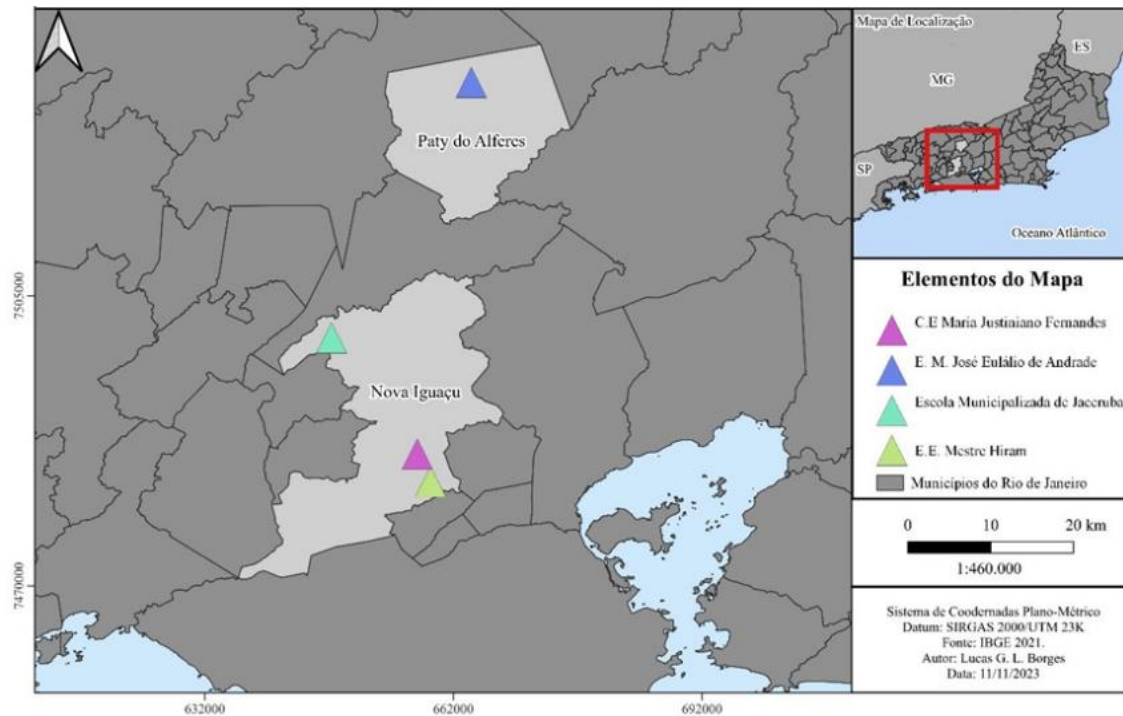 Paty do Alferes
Nova Iguaçu
7505000
7470000
632000
662000
692000
Mapa de Localização
ES
MG
SP
Oceano Atlântico
Elementos do Mapa
C.E Maria Justiniano Fernandes
E. M. José Eulálio de Andrade
Escola Municipalizada de Jaceruba
E.E. Mestre Hiram
Municípios do Rio de Janeiro
0 10 20 km
1:460.000
Sistema de Coodernadas Plano-Métrico
Datum: SIRGAS 2000/UTM 23K
Fonte: IBGE 2021.
Autor: Lucas G. L. Borges
Data: 11/11/2023